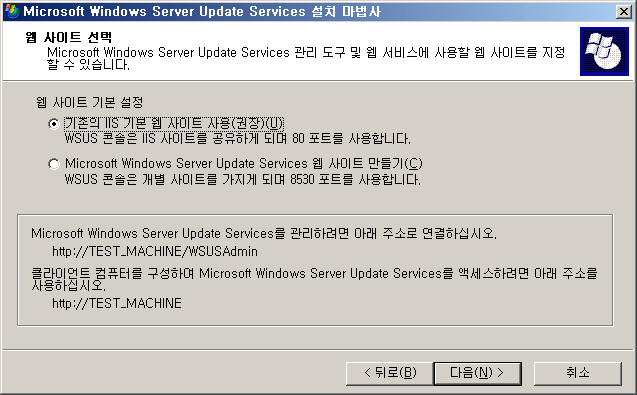 Microsoft Windows Server Update Services 설치 마법사
웹 사이트 선택
Microsoft Windows Server Update Services 관리 도구 및 웹 서비스에 사용할 웹 사이트를 지정
할 수 있습니다.
웹 사이트 기본 설정
기존의 IIS 기본 웹 사이트 사용(권장)(U)
WSUS 콘솔은 IIS 사이트를 공유하게 되며 80 포트를 사용합니다.
Microsoft Windows Server Update Services 웹 사이트 만들기(C)
WSUS 콘솔은 개별 사이트를 가지게 되며 8530 포트를 사용합니다.
Microsoft Windows Server Update Services를 관리하려면 아래 주소로 연결하십시오.
http://TEST_MACHINE/WSUSAdmin
클라이언트 컴퓨터를 구성하여 Microsoft Windows Server Update Services를 액세스하려면 아래 주소를
사용하십시오.
http://TEST_MACHINE
< 뒤로(B) 다음(N) > 취소